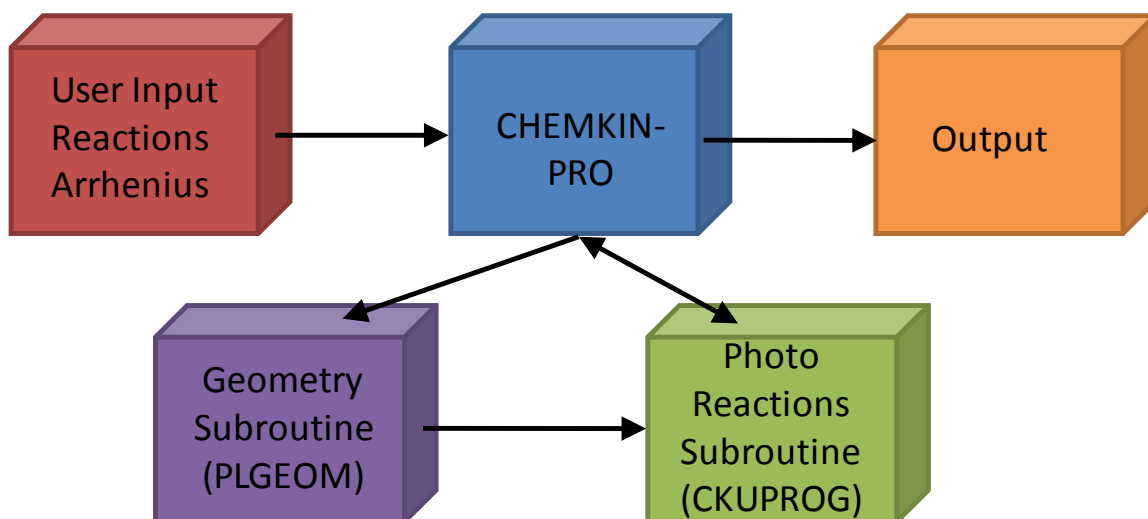 User Input
Reactions
Arrhenius
CHEMKIN-
PRO
Output
Geometry
Subroutine
(PLGEOM)
Photo
Reactions
Subroutine
(CKUPROG)